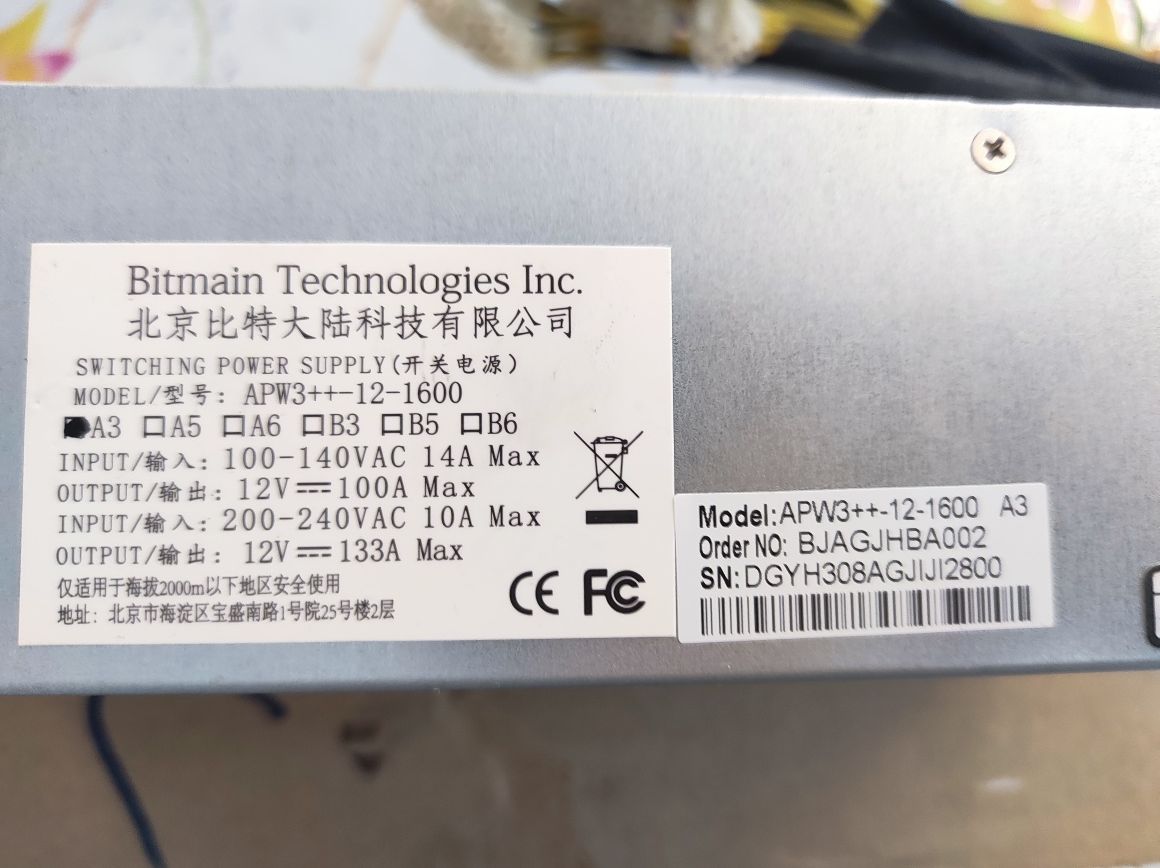 Bitmain Technologies Inc.
北京比特大陆科技有限公司
SWITCHING POWER SUPPLY(开关电源)
MODEL/型号: APW3++-12-1600
■A3 □A5 □A6 □B3 □B5 □B6
INPUT/输入: 100-140VAC 14A Max
OUTPUT/输出: 12V⎓100A Max
INPUT/输入: 200-240VAC 10A Max
OUTPUT/输出: 12V⎓133A Max
仅适用于海拔2000m以下地区安全使用
地址: 北京市海淀区宝盛南路1号院25号楼2层
CE FC
Model:APW3++-12-1600 A3
Order NO: BJAGJHBA002
SN:DGYH308AGJIJI2800